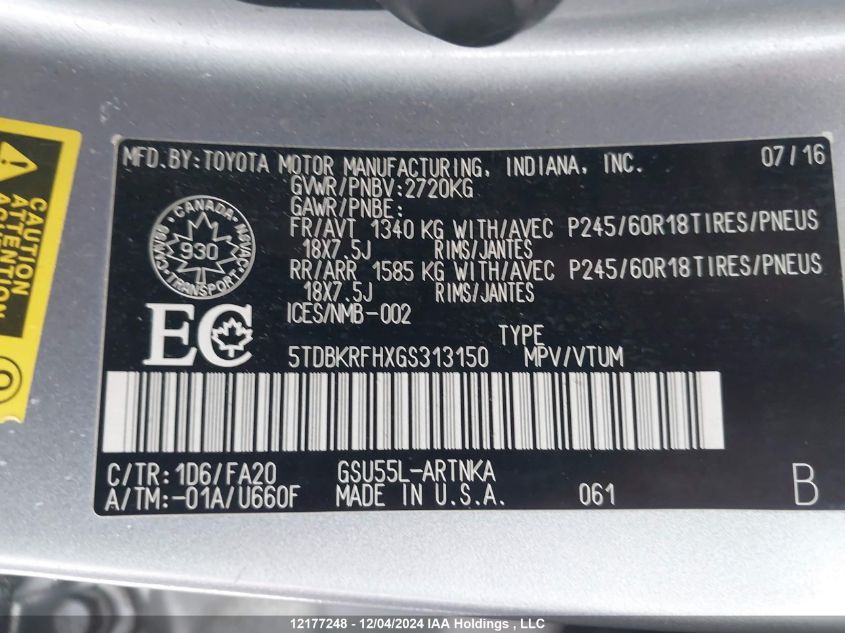 MFD.BY:TOYOTA MOTOR MANUFACTURING, INDIANA, INC. 07/16
GVWR/PNBV:2720KG
GAWR/PNBE:
FR/AVT 1340 KG WITH/AVEC P245/60R18TIRES/PNEUS
18X7.5J RIMS/JANTES
RR/ARR 1585 KG WITH/AVEC P245/60R18TIRES/PNEUS
18X7.5J RIMS/JANTES
ICES/NMB-002
CANADA
930
TRANSPORT
EC
TYPE
5TDBKRFHXGS313150 MPV/VTUM
C/TR:1D6/FA20 GSU55L-ARTNKA
A/TM:-01A/U660F MADE IN U.S.A. 061 B
CAUTION
ATTENTION
12177248 - 12/04/2024 IAA Holdings , LLC